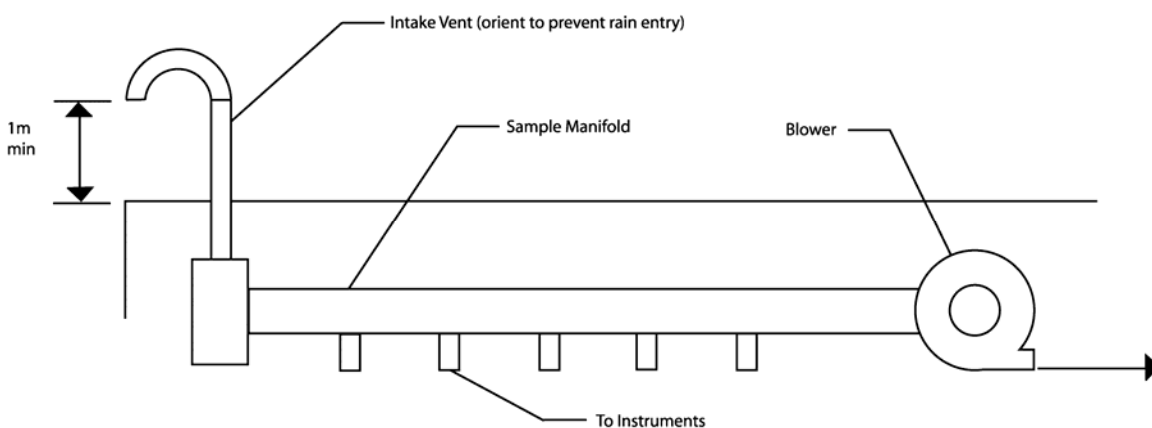 Intake Vent (orient to prevent rain entry)
1m
min
Sample Manifold
Blower
To Instruments